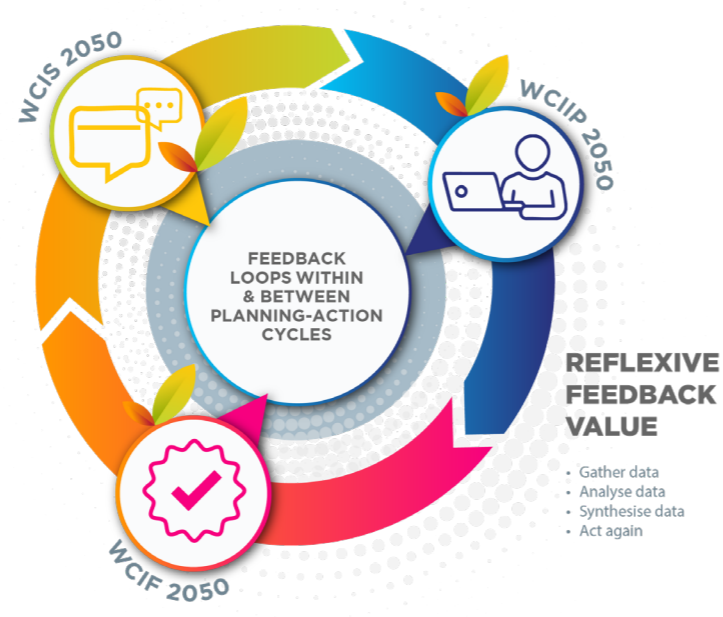 WCIS 2050
WCIIP 2050
FEEDBACK
LOOPS WITHIN
& BETWEEN
PLANNING-ACTION
CYCLES
WCIF 2050
REFLEXIVE
FEEDBACK
VALUE
• Gather data
• Analyse data
• Synthesise data
• Act again